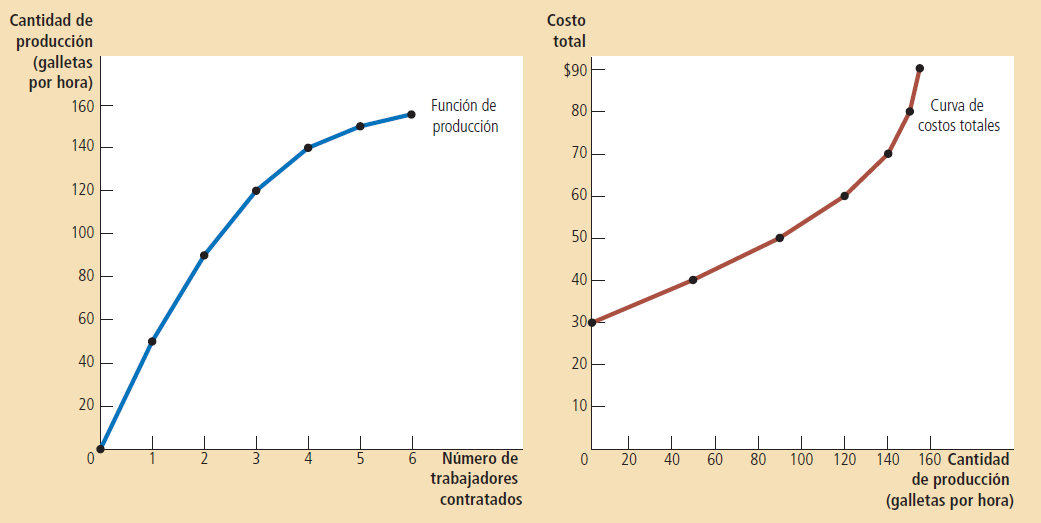 Cantidad de
producción
(galletas
por hora)
160
140
120
100
80
60
40
20
0
1 2 3 4 5 6
Número de
trabajadores
contratados
Función de
producción
Costo
total
$90
80
70
60
50
40
30
20
10
0 20 40 60 80 100 120 140 160
Cantidad
de producción
(galletas por hora)
Curva de
costos totales